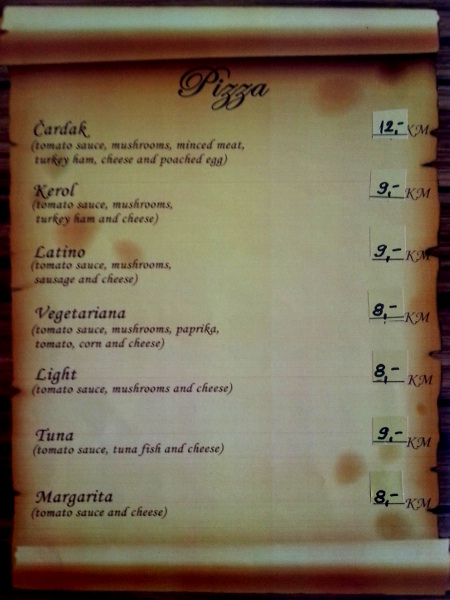 Pizza
Čardak 12,- KM
(tomato sauce, mushrooms, minced meat,
turkey ham, cheese and poached egg)
Kerol 9,- KM
(tomato sauce, mushrooms,
turkey ham and cheese)
Latino 9,- KM
(tomato sauce, mushrooms,
sausage and cheese)
Vegetariana 8,- KM
(tomato sauce, mushrooms, paprika,
tomato, corn and cheese)
Light 8,- KM
(tomato sauce, mushrooms and cheese)
Tuna 9,- KM
(tomato sauce, tuna fish and cheese)
Margarita 8,- KM
(tomato sauce and cheese)